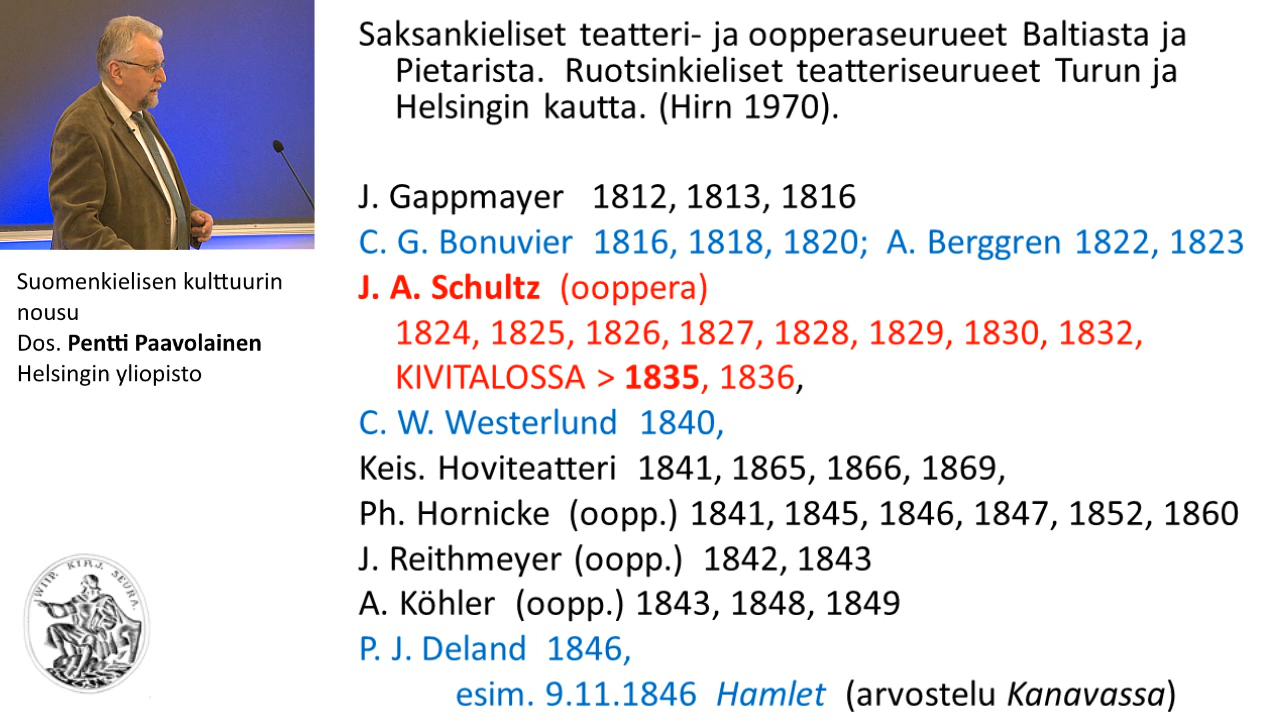 Saksankieliset teatteri- ja oopperaseurueet Baltiasta ja
Pietarista. Ruotsinkieliset teatteriseurueet Turun ja
Helsingin kautta. (Hirn 1970).
J. Gappmayer 1812, 1813, 1816
C. G. Bonuvier 1816, 1818, 1820; A. Berggren 1822, 1823
J. A. Schultz (ooppera)
1824, 1825, 1826, 1827, 1828, 1829, 1830, 1832,
KIVITALOSSA > 1835, 1836,
C. W. Westerlund 1840,
Keis. Hoviteatteri 1841, 1865, 1866, 1869,
Ph. Hornicke (oopp.) 1841, 1845, 1846, 1847, 1852, 1860
J. Reithmeyer (oopp.) 1842, 1843
A. Köhler (oopp.) 1843, 1848, 1849
P. J. Deland 1846,
esim. 9.11.1846 Hamlet (arvostelu Kanavassa)
Suomenkielisen kulttuurin
nousu
Dos. Pentti Paavolainen
Helsingin yliopisto
WIIP. KIRJ. SEURA.